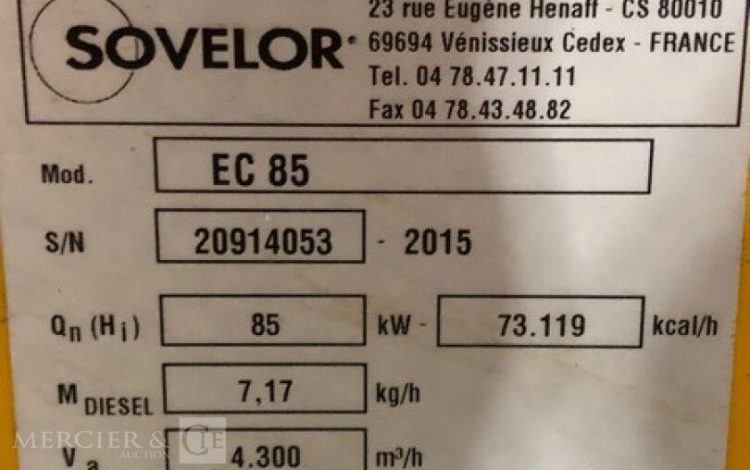 SOVELOR
23 rue Eugène Henaff - CS 80010
69694 Vénissieux Cedex - FRANCE
Tel. 04 78.47.11.11
Fax 04 78.43.48.82
Mod. EC 85
S/N 20914053 - 2015
Qn (Hi) 85 kW - 73.119 kcal/h
M DIESEL 7,17 kg/h
Va 4.300 m³/h
MERCIER & CIE
AUCTION